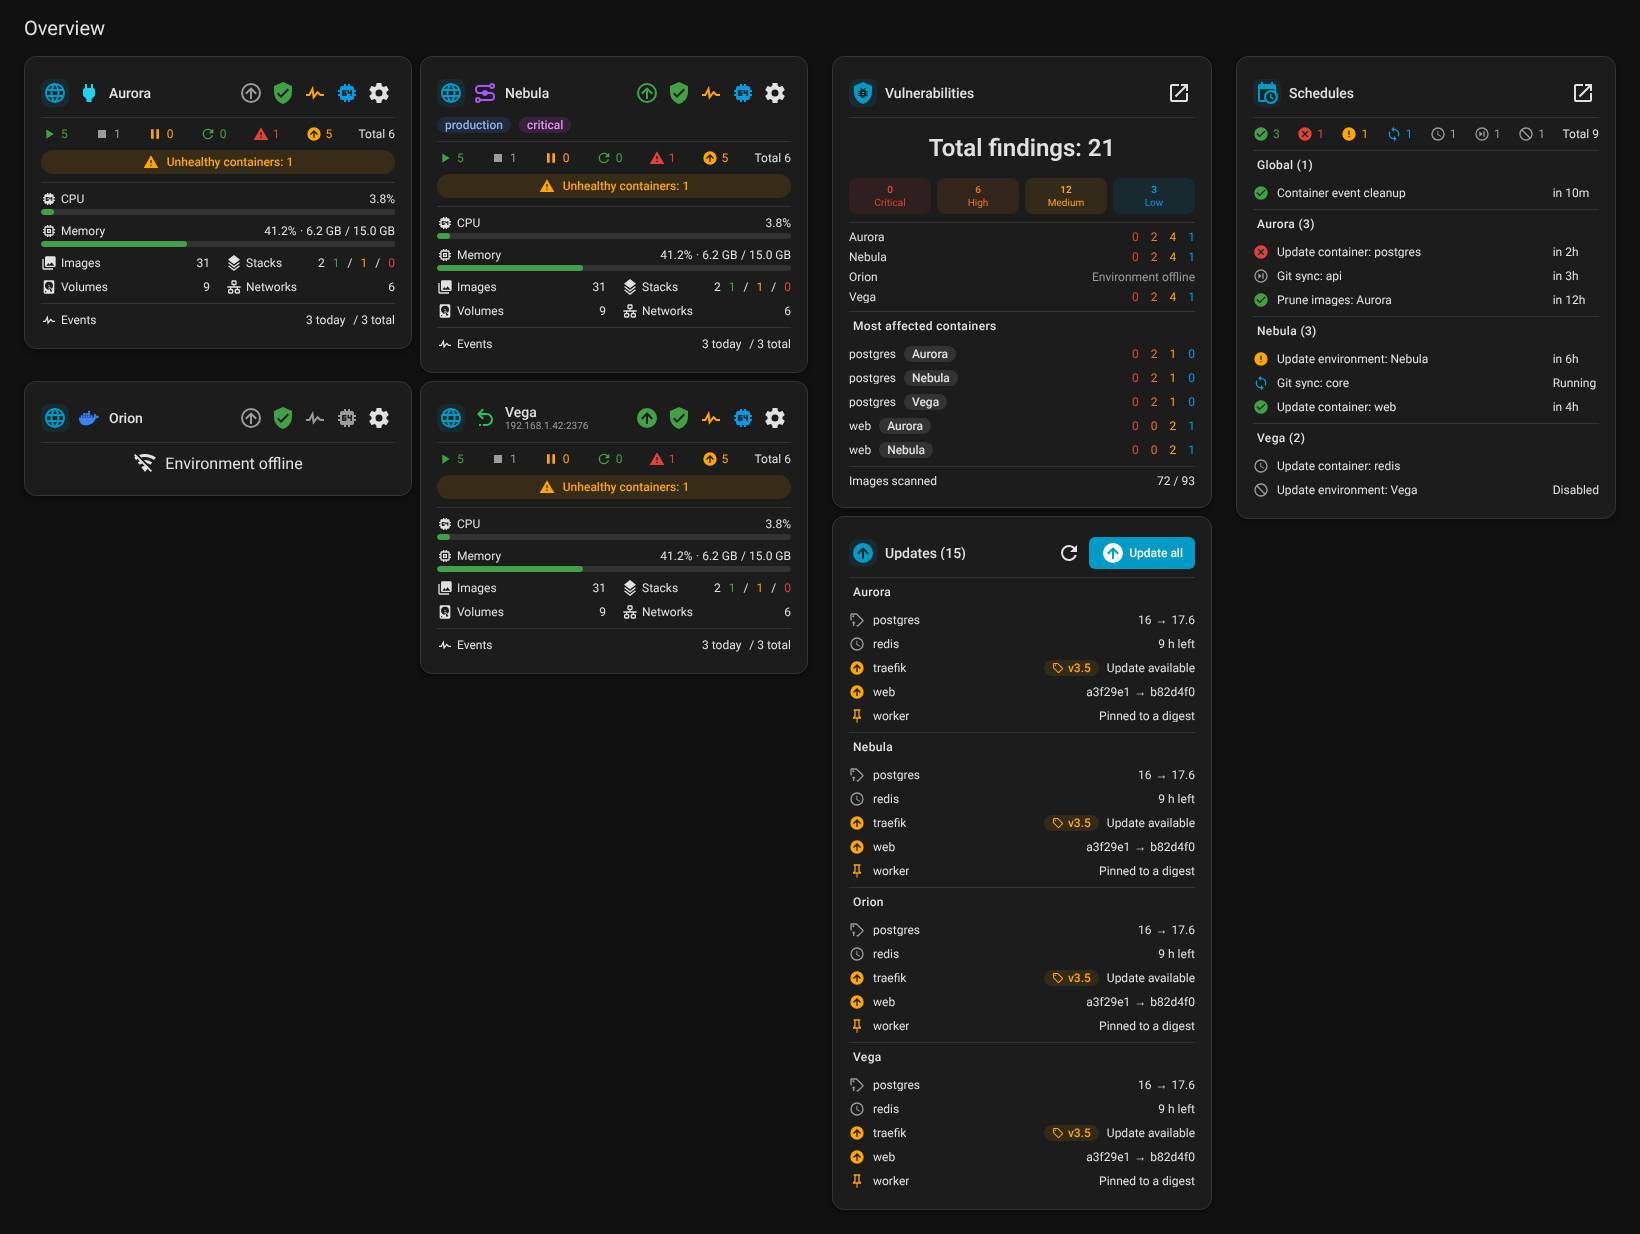 Overview
Aurora
5 1 0 0 1 5 Total 6
Unhealthy containers: 1
CPU 3.8%
Memory 41.2% · 6.2 GB / 15.0 GB
Images 31 Stacks 2 1 / 1 / 0
Volumes 9 Networks 6
Events 3 today / 3 total
Nebula
production critical
5 1 0 0 1 5 Total 6
Unhealthy containers: 1
CPU 3.8%
Memory 41.2% · 6.2 GB / 15.0 GB
Images 31 Stacks 2 1 / 1 / 0
Volumes 9 Networks 6
Events 3 today / 3 total
Orion
Environment offline
Vega
192.168.1.42:2376
5 1 0 0 1 5 Total 6
Unhealthy containers: 1
CPU 3.8%
Memory 41.2% · 6.2 GB / 15.0 GB
Images 31 Stacks 2 1 / 1 / 0
Volumes 9 Networks 6
Events 3 today / 3 total
Vulnerabilities
Total findings: 21
0 6 12 3
Critical High Medium Low
Aurora 0 2 4 1
Nebula 0 2 4 1
Orion Environment offline
Vega 0 2 4 1
Most affected containers
postgres Aurora 0 2 1 0
postgres Nebula 0 2 1 0
postgres Vega 0 2 1 0
web Aurora 0 0 2 1
web Nebula 0 0 2 1
Images scanned 72 / 93
Updates (15)
Update all
Aurora
postgres 16 → 17.6
redis 9 h left
traefik v3.5 Update available
web a3f29e1 → b82d4f0
worker Pinned to a digest
Nebula
postgres 16 → 17.6
redis 9 h left
traefik v3.5 Update available
web a3f29e1 → b82d4f0
worker Pinned to a digest
Orion
postgres 16 → 17.6
redis 9 h left
traefik v3.5 Update available
web a3f29e1 → b82d4f0
worker Pinned to a digest
Vega
postgres 16 → 17.6
redis 9 h left
traefik v3.5 Update available
web a3f29e1 → b82d4f0
worker Pinned to a digest
Schedules
3 1 1 1 1 1 1 Total 9
Global (1)
Container event cleanup in 10m
Aurora (3)
Update container: postgres in 2h
Git sync: api in 3h
Prune images: Aurora in 12h
Nebula (3)
Update environment: Nebula in 6h
Git sync: core Running
Update container: web in 4h
Vega (2)
Update container: redis
Update environment: Vega Disabled